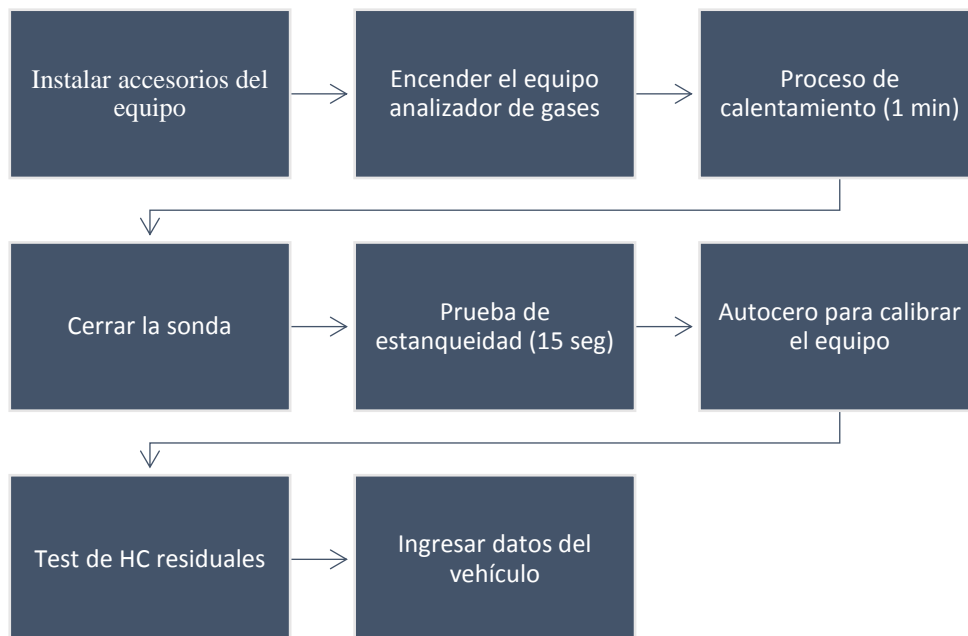 Instalar accesorios del
equipo
Encender el equipo
analizador de gases
Proceso de
calentamiento (1 min)
Cerrar la sonda
Prueba de
estanqueidad (15 seg)
Autocero para calibrar
el equipo
Test de HC residuales
Ingresar datos del
vehículo